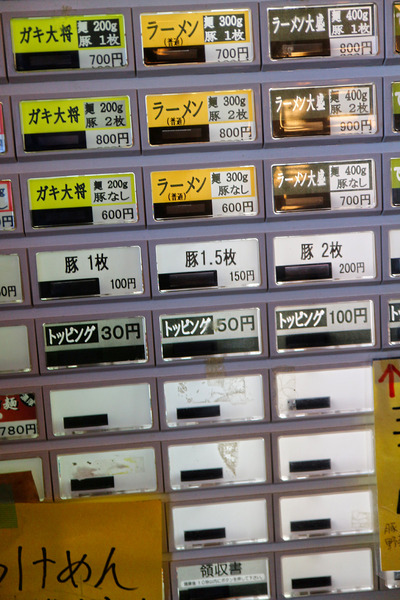 ガキ大将 麺 200g 豚 1枚 700円
ラーメン (普通) 麺 300g 豚 1枚 700円
ラーメン大盛 麺 400g 豚 1枚 800円
ガキ大将 麺 200g 豚 2枚 800円
ラーメン (普通) 麺 300g 豚 2枚 800円
ラーメン大盛 麺 400g 豚 2枚 900円
ガキ大将 麺 200g 豚なし 600円
ラーメン (普通) 麺 300g 豚なし 600円
ラーメン大盛 麺 400g 豚なし 700円
0円
豚 1枚 100円
豚 1.5枚 150円
豚 2枚 200円
トッピング 30円
トッピング 50円
トッピング 100円
麺
780円
つけめん
領収書